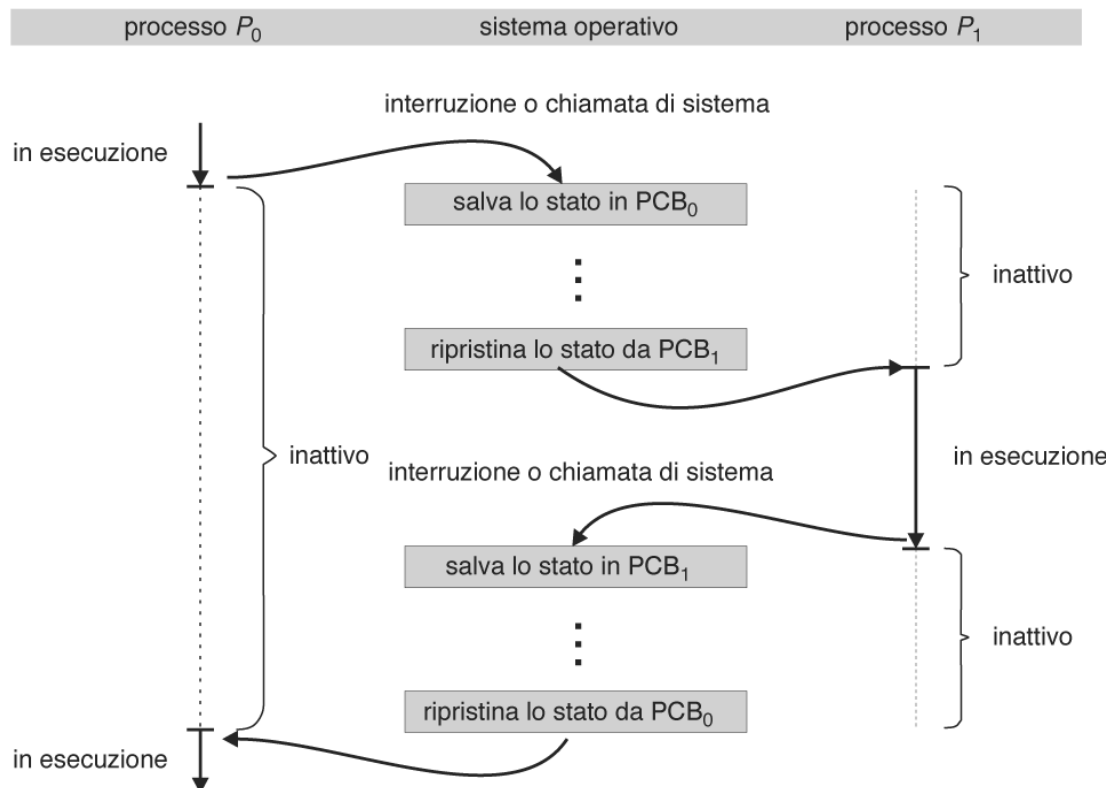 processo P₀ sistema operativo processo P₁
interruzione o chiamata di sistema
in esecuzione
salva lo stato in PCB₀
inattivo
ripristina lo stato da PCB₁
inattivo
in esecuzione
interruzione o chiamata di sistema
salva lo stato in PCB₁
inattivo
ripristina lo stato da PCB₀
in esecuzione